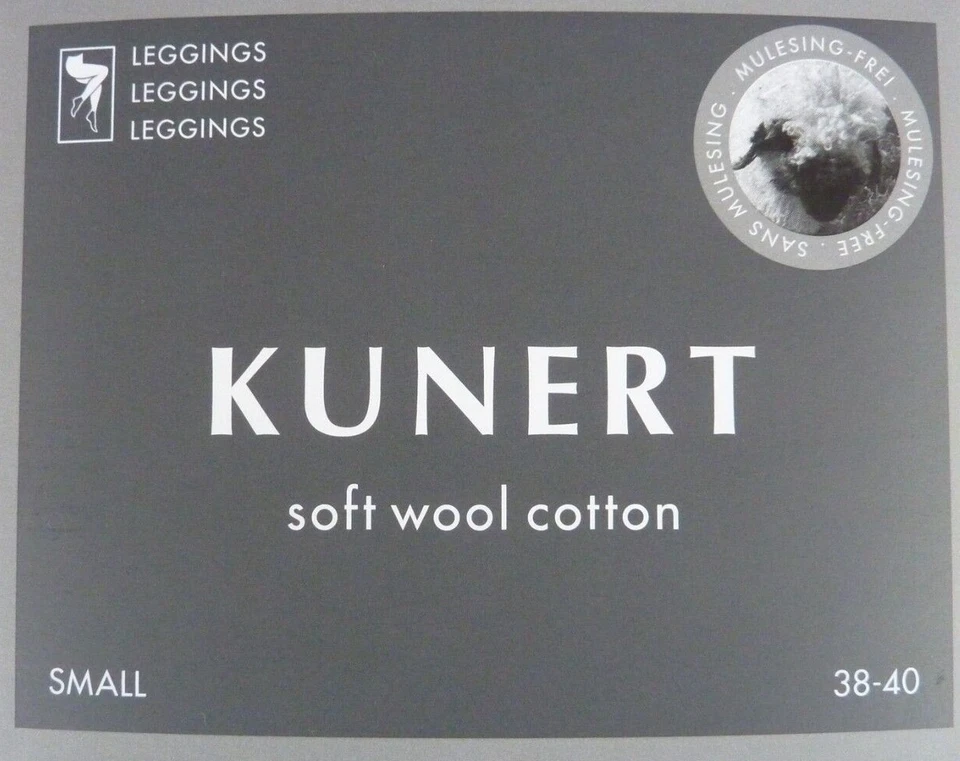 LEGGINGS
LEGGINGS
LEGGINGS
MULESING-FREI . MULESING-FREE . SANS MULESING .
KUNERT
soft wool cotton
SMALL
38-40